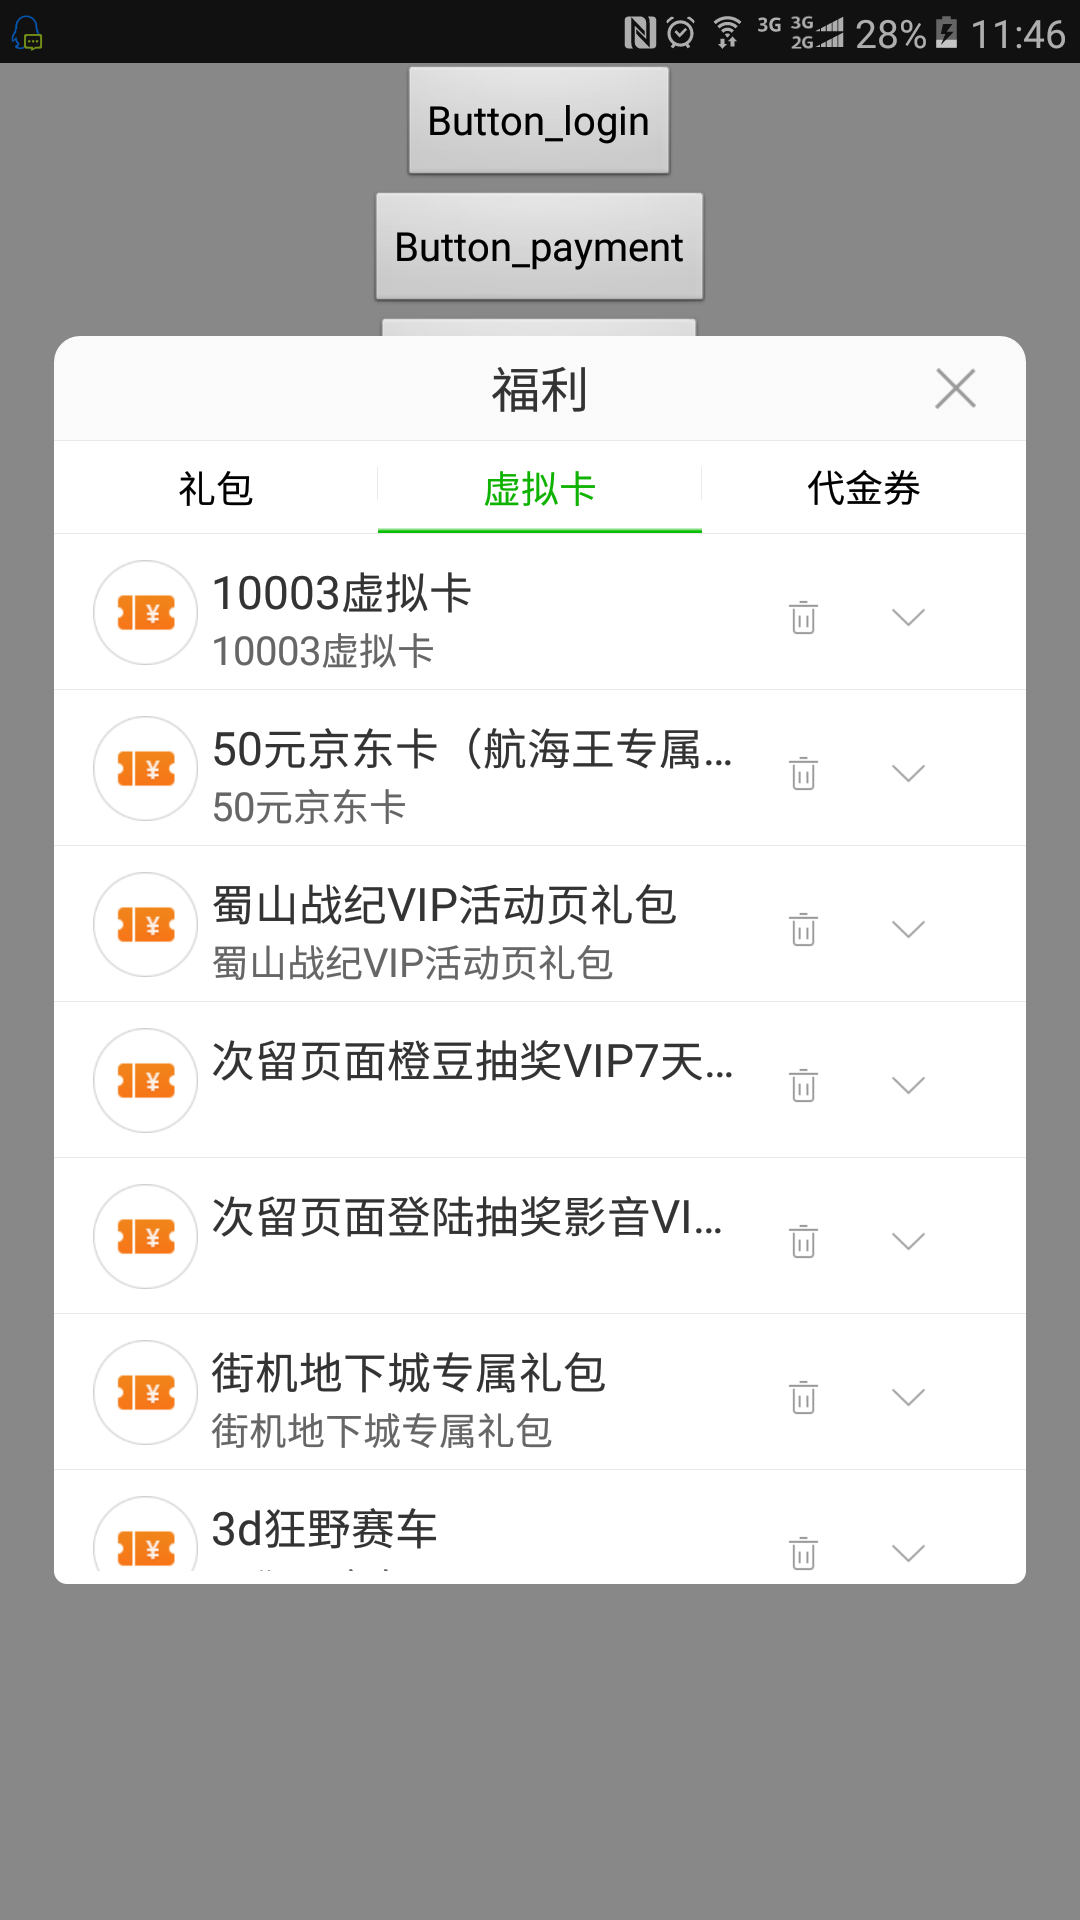 3G 3G 2G 28% 11:46
Button_login
Button_payment
福利
礼包 虚拟卡 代金券
10003虚拟卡
10003虚拟卡
50元京东卡（航海王专属...
50元京东卡
蜀山战纪VIP活动页礼包
蜀山战纪VIP活动页礼包
次留页面橙豆抽奖VIP7天...
次留页面登陆抽奖影音VI...
街机地下城专属礼包
街机地下城专属礼包
3d狂野赛车